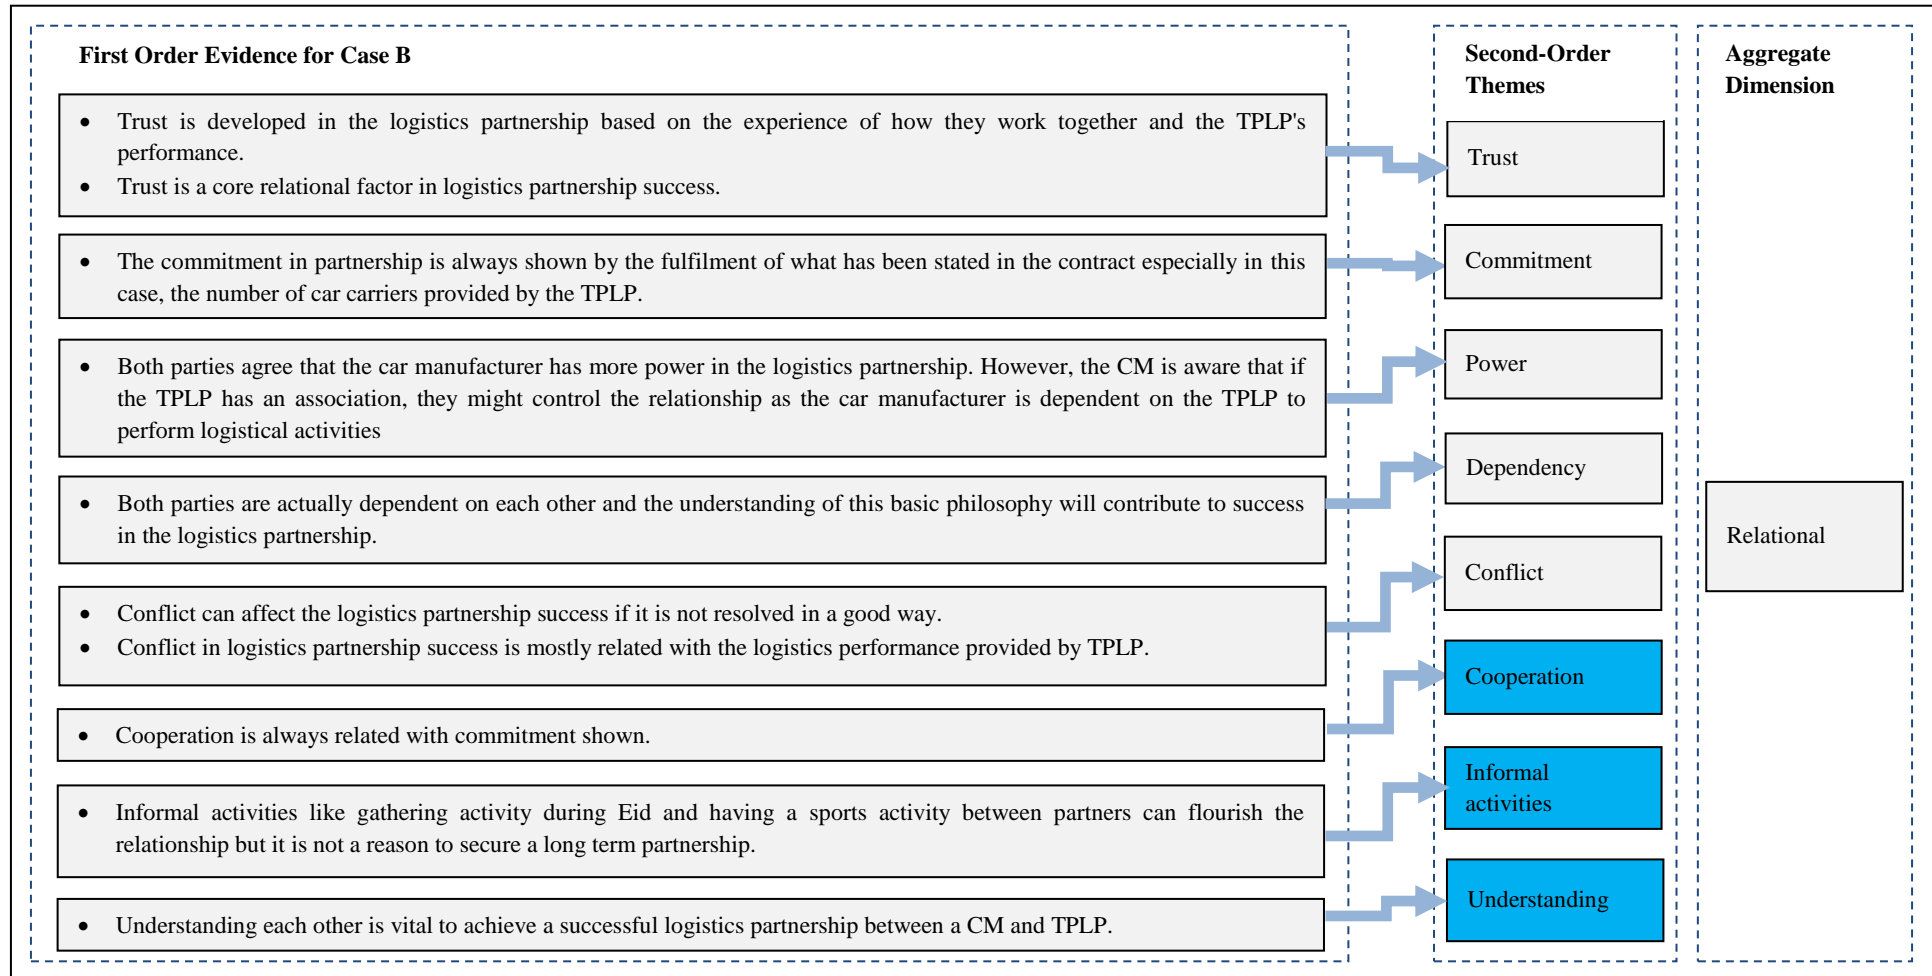 First Order Evidence for Case B
• Trust is developed in the logistics partnership based on the experience of how they work together and the TPLP's
performance.
• Trust is a core relational factor in logistics partnership success.
• The commitment in partnership is always shown by the fulfilment of what has been stated in the contract especially in this
case, the number of car carriers provided by the TPLP.
• Both parties agree that the car manufacturer has more power in the logistics partnership. However, the CM is aware that if
the TPLP has an association, they might control the relationship as the car manufacturer is dependent on the TPLP to
perform logistical activities
• Both parties are actually dependent on each other and the understanding of this basic philosophy will contribute to success
in the logistics partnership.
• Conflict can affect the logistics partnership success if it is not resolved in a good way.
• Conflict in logistics partnership success is mostly related with the logistics performance provided by TPLP.
• Cooperation is always related with commitment shown.
• Informal activities like gathering activity during Eid and having a sports activity between partners can flourish the
relationship but it is not a reason to secure a long term partnership.
• Understanding each other is vital to achieve a successful logistics partnership between a CM and TPLP.
Second-Order
Themes
Trust
Commitment
Power
Dependency
Conflict
Cooperation
Informal
activities
Understanding
Aggregate
Dimension
Relational